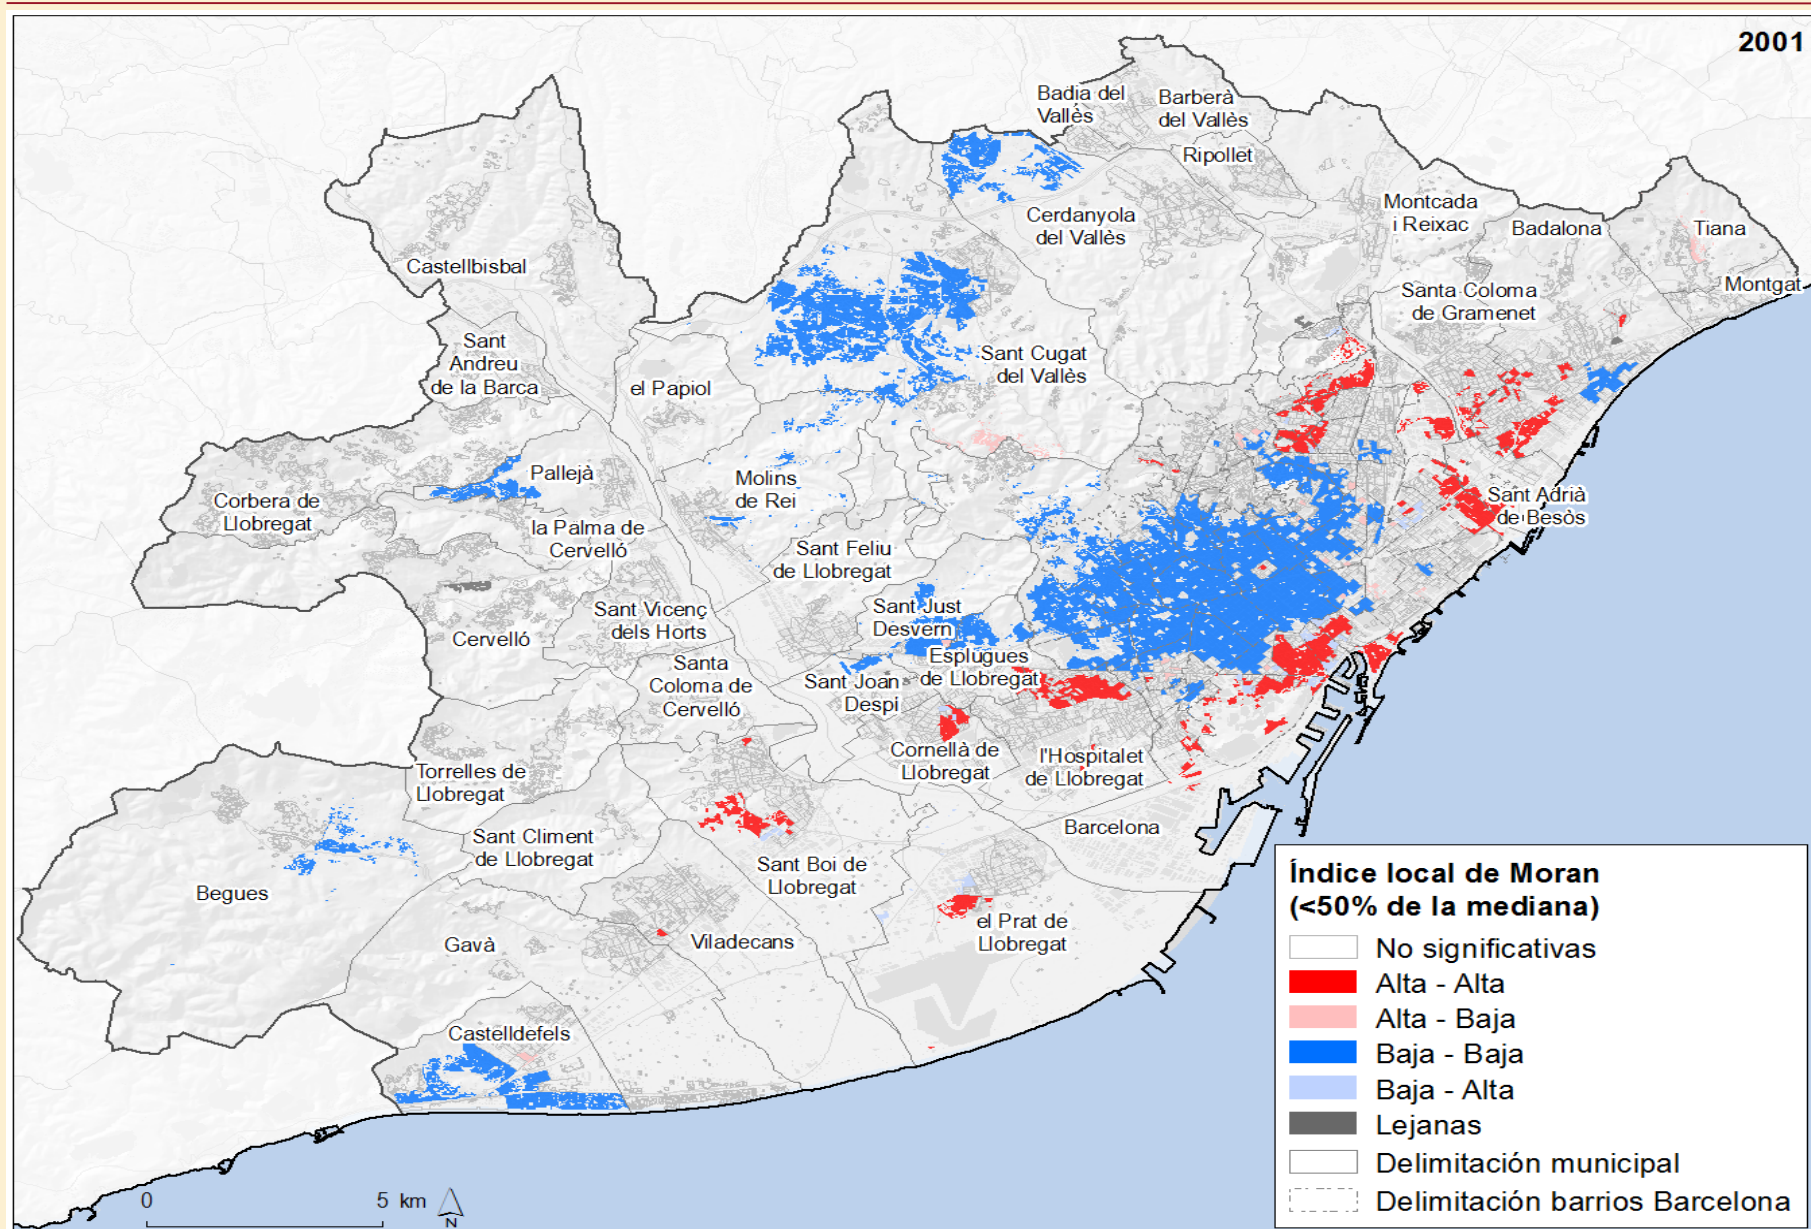 2001
Badia del
Vallès
Barberà
del Vallès
Ripollet
Cerdanyola
del Vallès
Montcada
i Reixac
Badalona
Tiana
Montgat
Castellbisbal
Santa Coloma
de Gramenet
Sant
Andreu
de la Barca
el Papiol
Sant Cugat
del Vallès
Pallejà
Molins
de Rei
Corbera de
Llobregat
la Palma de
Cervelló
Sant Adrià
de Besòs
Sant Feliu
de Llobregat
Sant Vicenç
dels Horts
Sant Just
Desvern
Cervelló
Esplugues
de Llobregat
Santa
Coloma de
Cervelló
Sant Joan
Despi
Cornellà de
Llobregat
l'Hospitalet
de Llobregat
Torrelles de
Llobregat
Sant Climent
de Llobregat
Barcelona
Sant Boi de
Llobregat
Begues
Gavà
Viladecans
el Prat de
Llobregat
Castelldefels
Índice local de Moran
(<50% de la mediana)
No significativas
Alta - Alta
Alta - Baja
Baja - Baja
Baja - Alta
Lejanas
Delimitación municipal
Delimitación barrios Barcelona
0 5 km
N